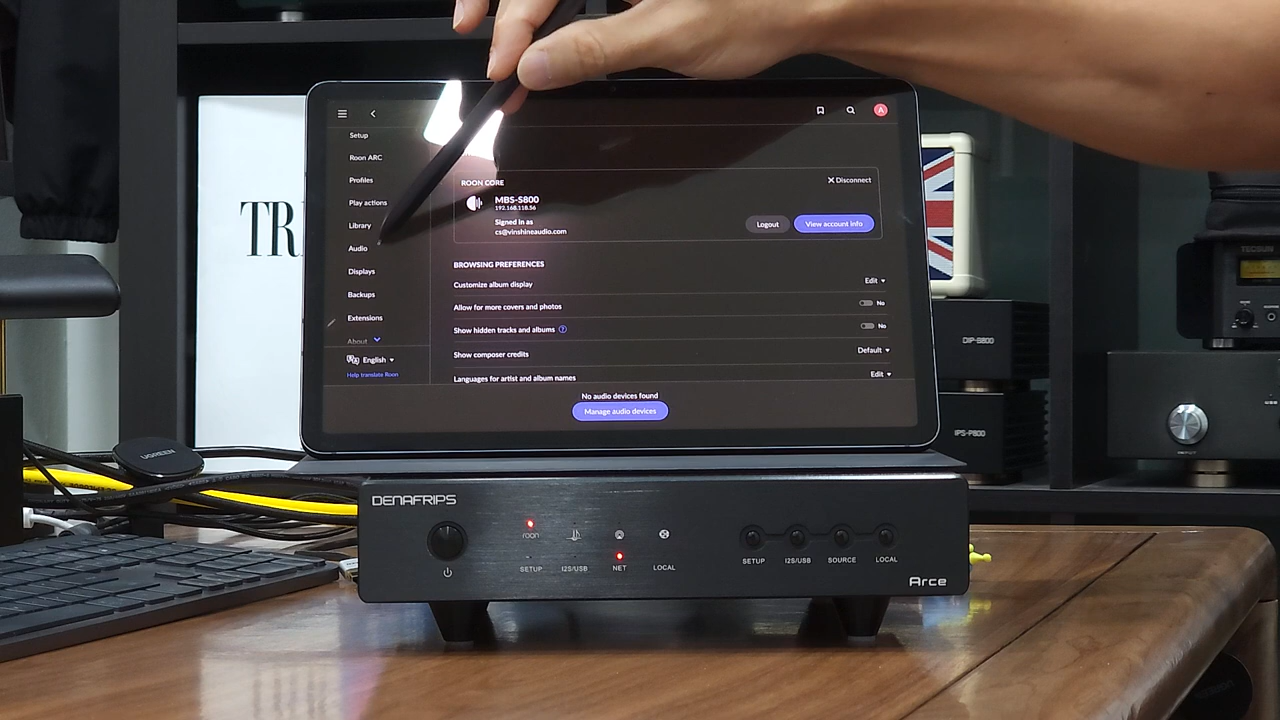 TR
Setup
Roon ARC
Profiles
Play actions
Library
Audio
Displays
Backups
Extensions
About
English
Help translate Roon
A
ROON CORE
Disconnect
MBS-S800
192.168.118.56
Signed in as
cs@vinshineaudio.com
Logout
View account info
BROWSING PREFERENCES
Customize album display
Edit
Allow for more covers and photos
No
Show hidden tracks and albums ?
No
Show composer credits
Default
Languages for artist and album names
Edit
No audio devices found
Manage audio devices
TECSUN
DIP-S800
IPS-P800
UGREEN
DENAFRIPS
roon
SETUP
I2S/USB
NET
LOCAL
SETUP
I2S/USB
SOURCE
LOCAL
Arce